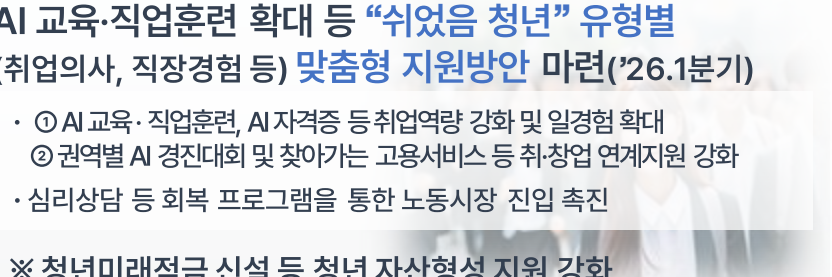 AI 교육·직업훈련 확대 등 “쉬었음 청년” 유형별
(취업의사, 직장경험 등) 맞춤형 지원방안 마련(’26.1분기)
· ① AI 교육· 직업훈련, AI 자격증 등 취업역량 강화 및 일경험 확대
② 권역별 AI 경진대회 및 찾아가는 고용서비스 등 취·창업 연계지원 강화
· 심리상담 등 회복 프로그램을 통한 노동시장 진입 촉진
※ 청년미래적금 신설 등 청년 자산형성 지원 강화